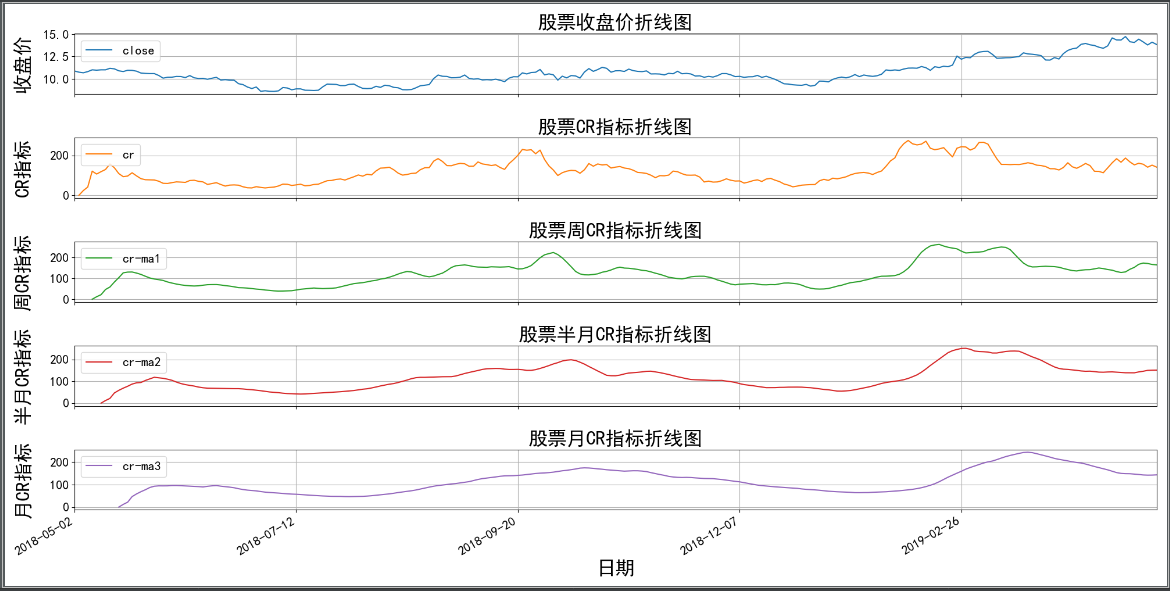 股票收盘价折线图
收盘价
15.0
12.5
10.0
close
股票CR指标折线图
CR指标
200
0
cr
股票周CR指标折线图
周CR指标
200
100
0
cr-ma1
股票半月CR指标折线图
半月CR指标
200
100
0
cr-ma2
股票月CR指标折线图
月CR指标
200
100
0
cr-ma3
2018-05-02
2018-07-12
2018-09-20
2018-12-07
2019-02-26
日期